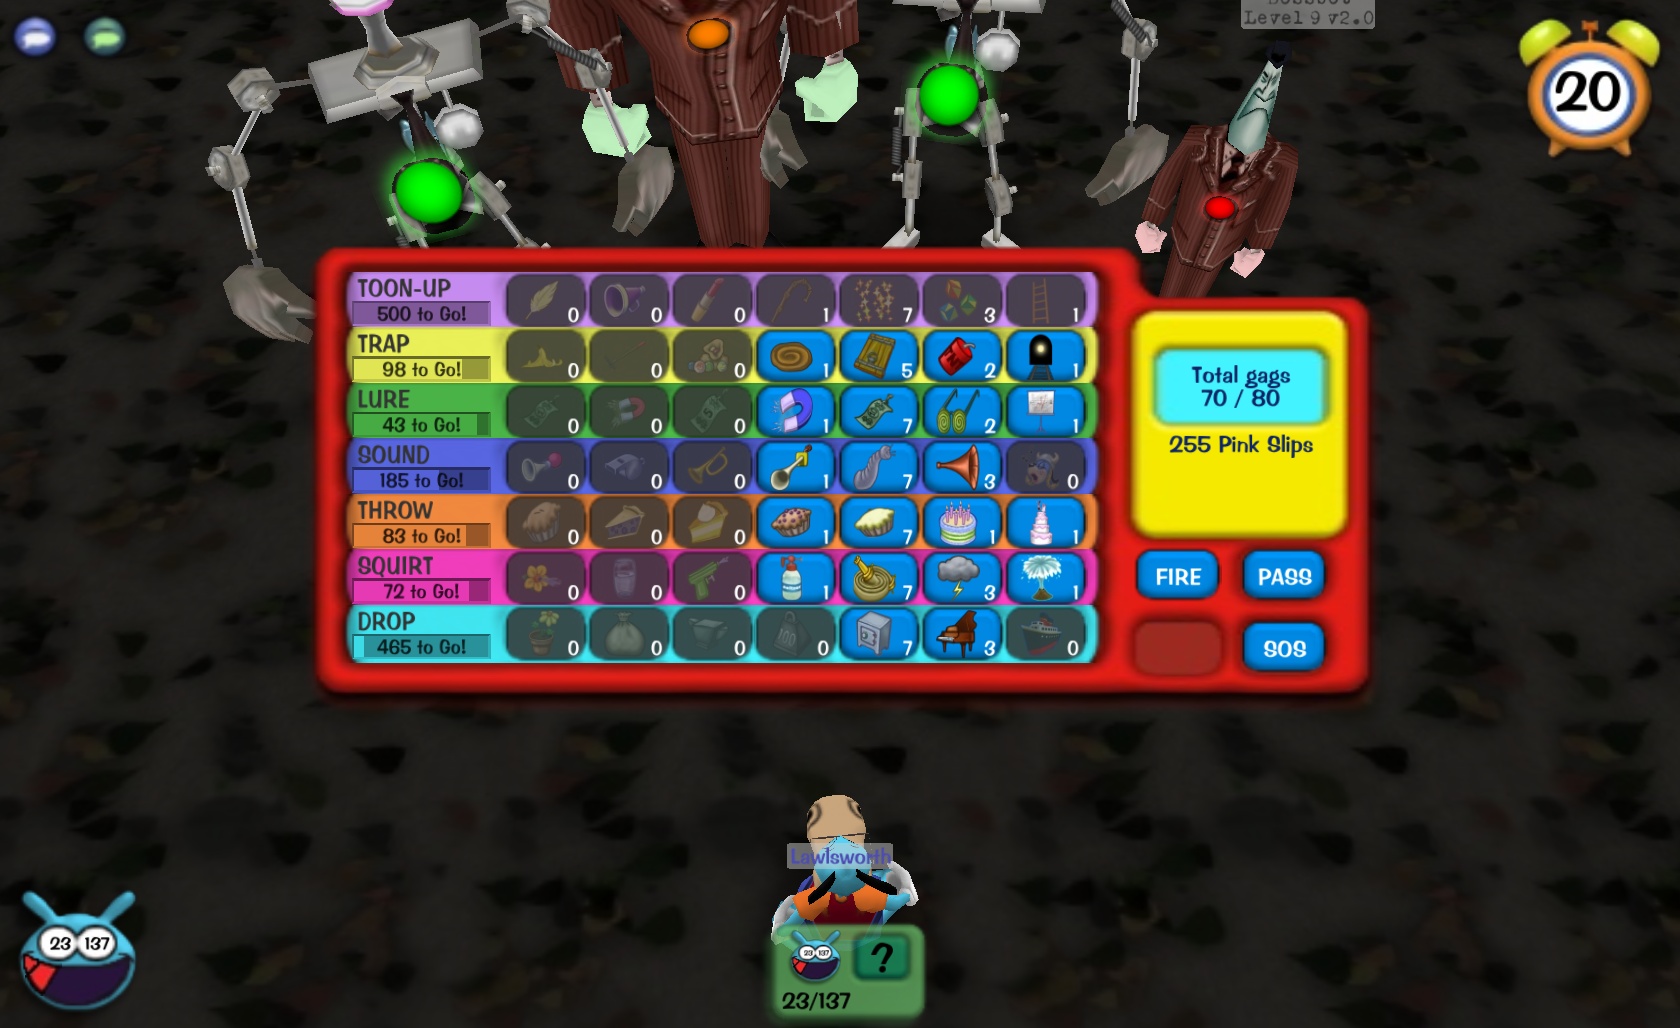 Level 9 v2.0
20
TOON-UP
500 to Go!
0 0 0 1 7 3 1
TRAP
98 to Go!
0 0 0 1 5 2 1
LURE
43 to Go!
0 0 0 1 7 2 1
SOUND
185 to Go!
0 0 0 1 7 3 0
THROW
83 to Go!
0 0 0 1 7 1 1
SQUIRT
72 to Go!
0 0 0 1 7 3 1
DROP
465 to Go!
0 0 0 0 7 3 0
Total gags
70 / 80
255 Pink Slips
FIRE PASS
SOS
Lawlsworth
23 137
23 137
?
23/137